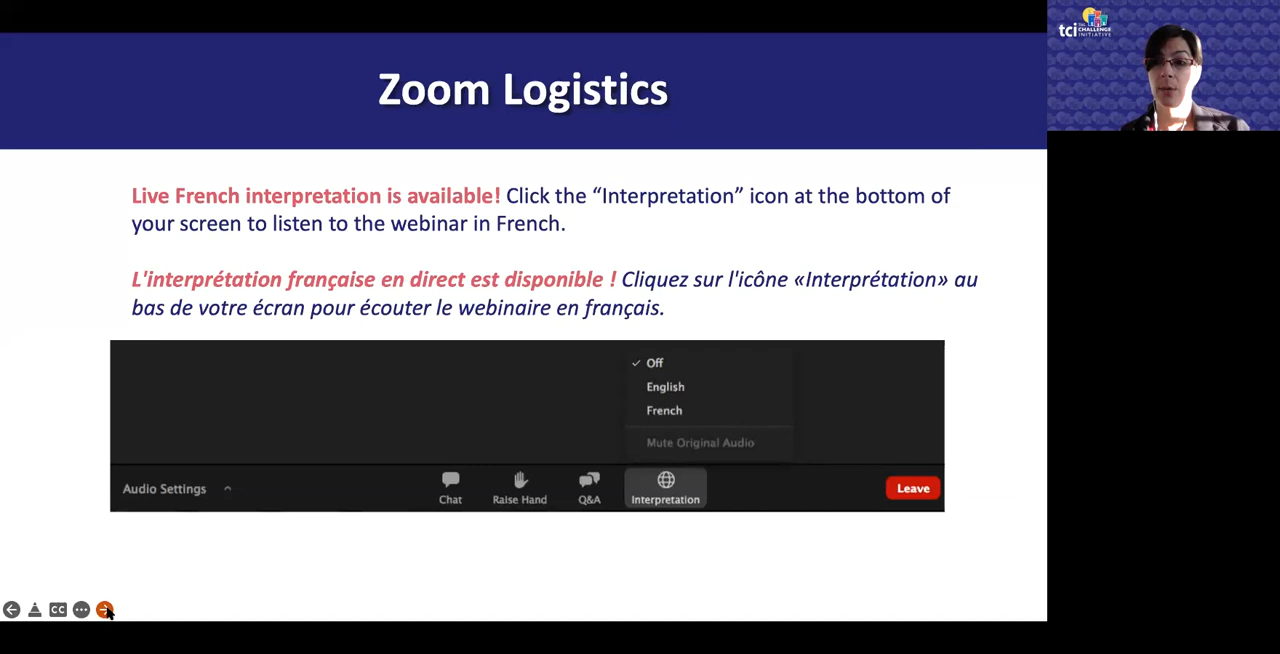 tci THE CHALLENGE INITIATIVE
Zoom Logistics
Live French interpretation is available! Click the “Interpretation” icon at the bottom of
your screen to listen to the webinar in French.
L'interprétation française en direct est disponible ! Cliquez sur l'icône «Interprétation» au
bas de votre écran pour écouter le webinaire en français.
✓ Off
English
French
Mute Original Audio
Audio Settings
Chat
Raise Hand
Q&A
Interpretation
Leave
CC